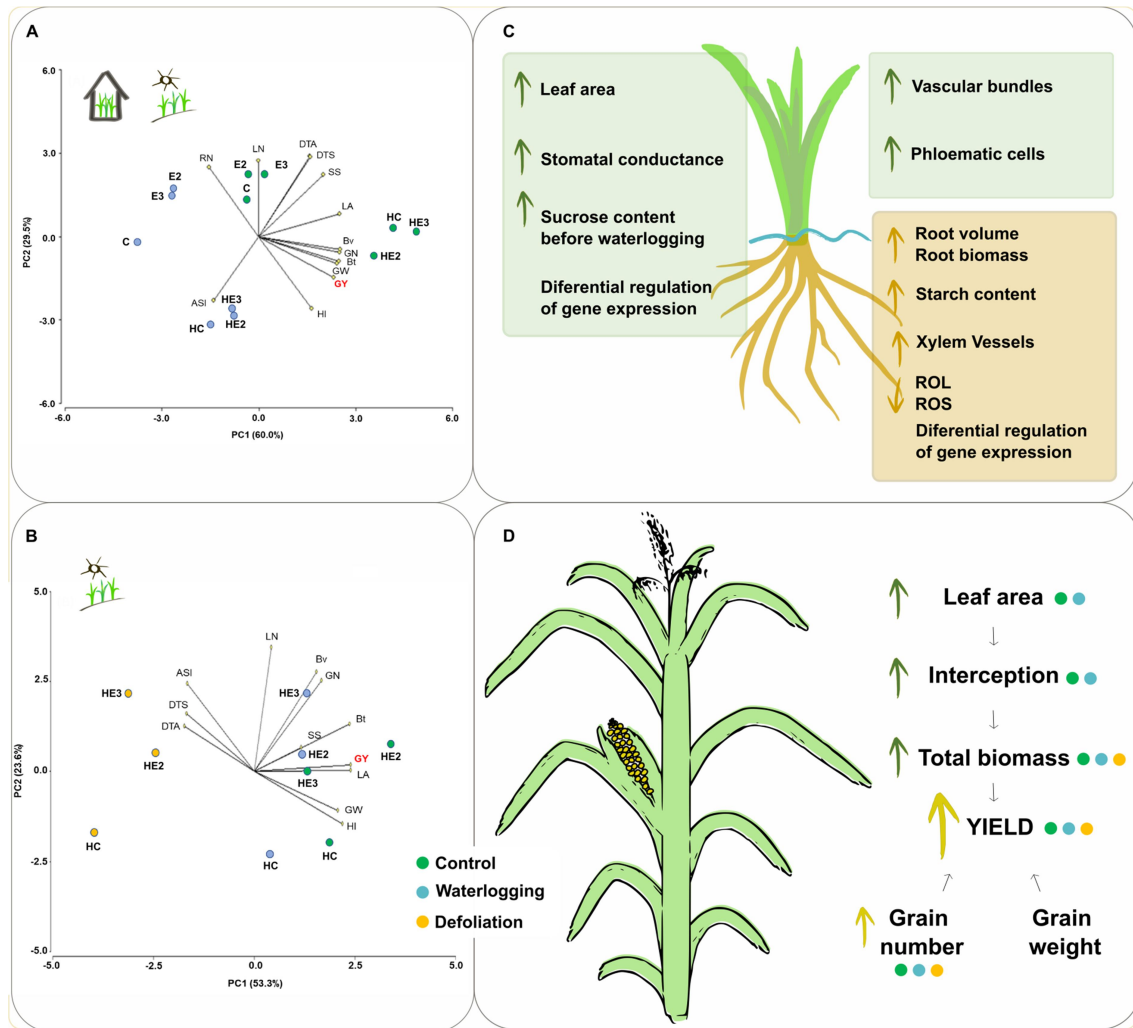 A
6.0
3.0
0.0
-3.0
-6.0
PC2 (29.5%)
-6.0
-3.0
0.0
3.0
6.0
PC1 (60.0%)
RN
LN
DTA
DTS
SS
LA
Bv
GN
Bt
GW
GY
HI
ASI
E2
E3
C
E2
E3
C
HC
HE3
HE2
HE3
HE2
HC
C
Leaf area
Stomatal conductance
Sucrose content
before waterlogging
Diferential regulation
of gene expression
Vascular bundles
Phloematic cells
Root volume
Root biomass
Starch content
Xylem Vessels
ROL
ROS
Diferential regulation
of gene expression
B
5.0
2.5
0.0
-2.5
-5.0
PC2 (23.6%)
-5.0
-2.5
0.0
2.5
5.0
PC1 (53.3%)
LN
ASI
DTS
DTA
Bv
GN
Bt
SS
GY
LA
GW
HI
HE3
HE2
HC
HE3
HE2
HE3
HE2
HC
HC
Control
Waterlogging
Defoliation
D
Leaf area
Interception
Total biomass
YIELD
Grain
number
Grain
weight